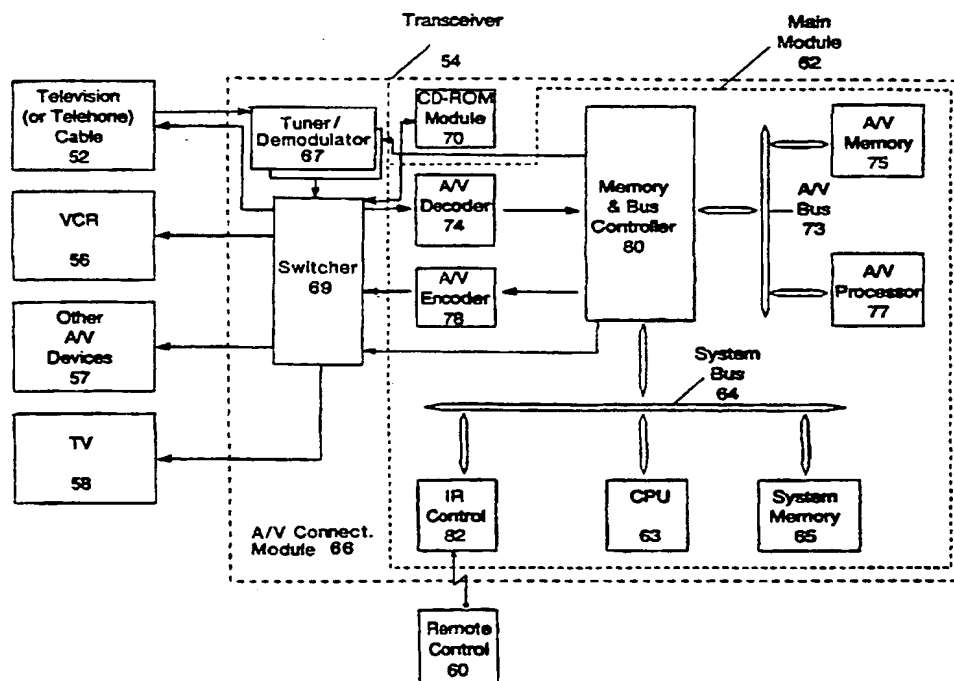 Transceiver
54
Main
Module
62
Television
(or Telehone)
Cable
52
Tuner/
Demodulator
67
CD-ROM
Module
70
A/V
Memory
75
VCR
56
A/V
Decoder
74
Memory
& Bus
Controller
80
A/V
Bus
73
Switcher
69
A/V
Encoder
78
A/V
Processor
77
Other
A/V
Devices
57
System
Bus
64
TV
58
IR
Control
82
CPU
63
System
Memory
65
A/V Connect.
Module 66
Remote
Control
60